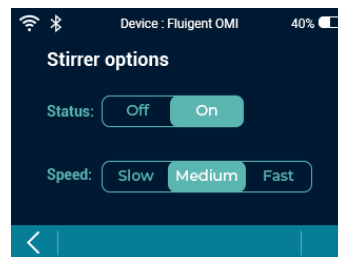 Device : Fluigent OMI 40%
Stirrer options
Status: Off On
Speed: Slow Medium Fast